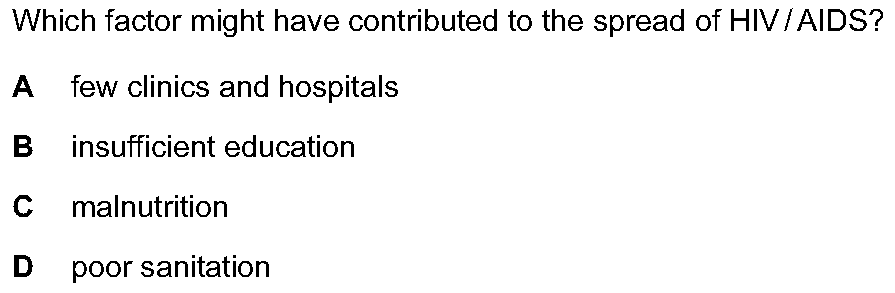 Which factor might have contributed to the spread of HIV / AIDS?
A few clinics and hospitals
B insufficient education
C malnutrition
D poor sanitation